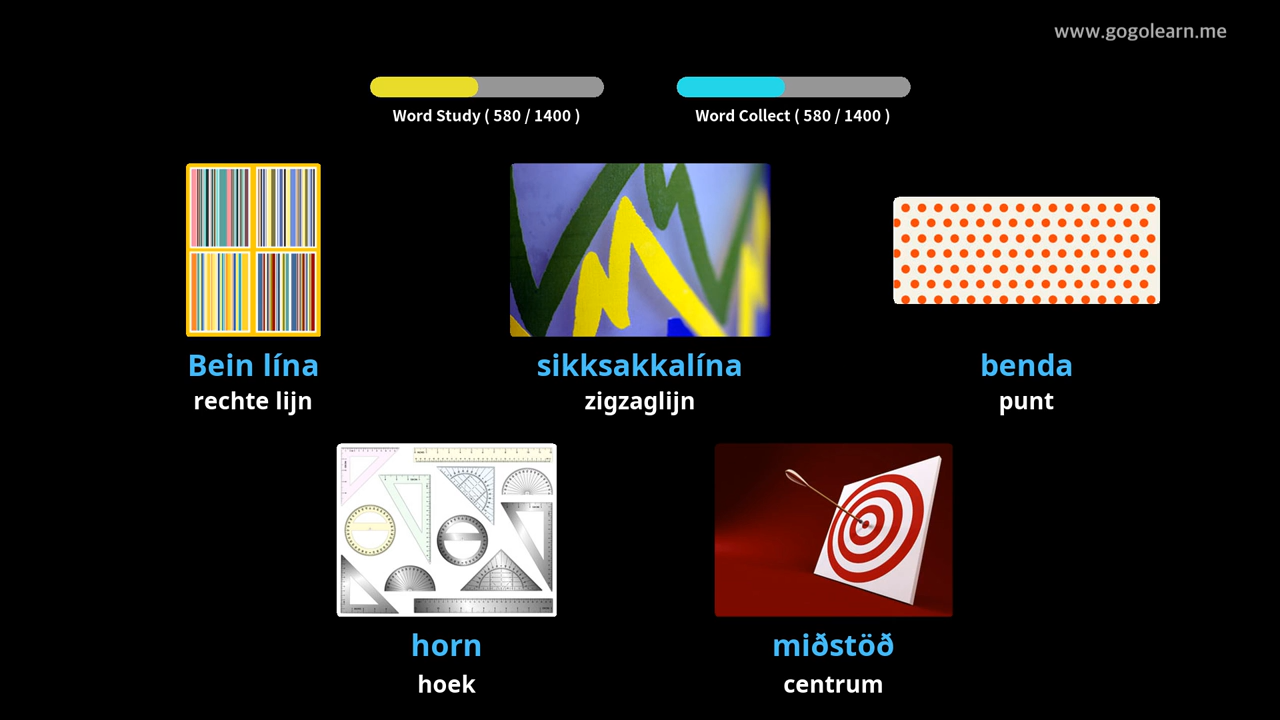 www.gogolearn.me
Word Study ( 580 / 1400 )
Word Collect ( 580 / 1400 )
Bein lína
rechte lijn
sikksakkalína
zigzaglijn
benda
punt
horn
hoek
miðstöð
centrum